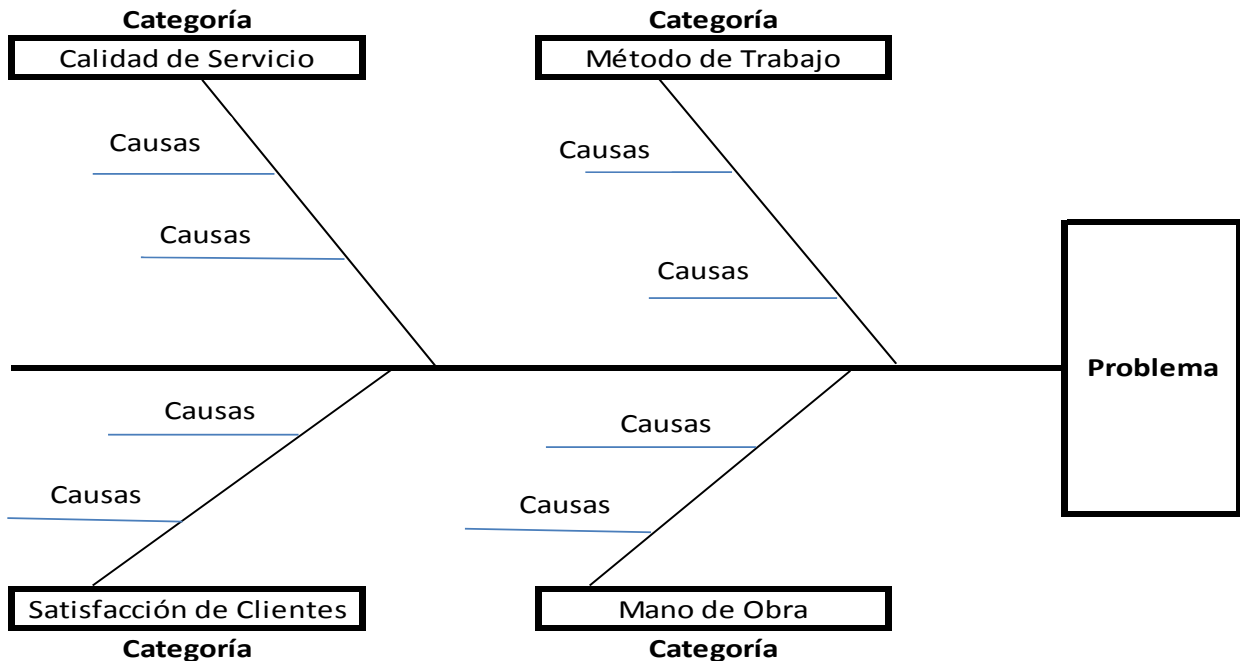 Categoría
Calidad de Servicio
Categoría
Método de Trabajo
Causas
Causas
Causas
Causas
Problema
Causas
Causas
Causas
Causas
Satisfacción de Clientes
Categoría
Mano de Obra
Categoría